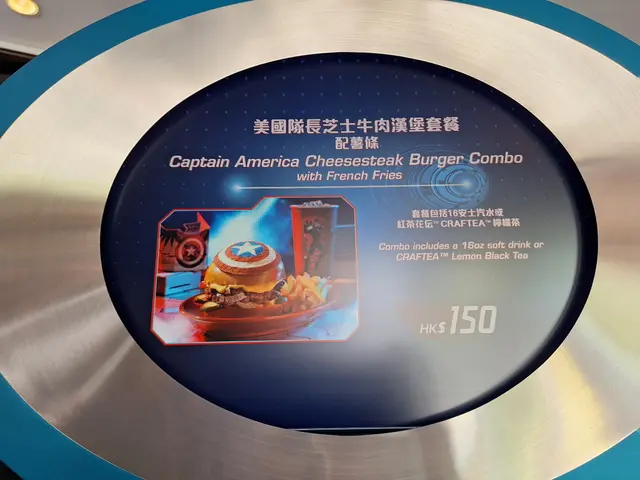 美國隊長芝士牛肉漢堡套餐
配薯條
Captain America Cheesesteak Burger Combo
with French Fries
套餐包括16安士汽水或
紅茶花伝™ CRAFTEA™ 檸檬茶
Combo includes a 16oz soft drink or
CRAFTEA™ Lemon Black Tea
HK$ 150